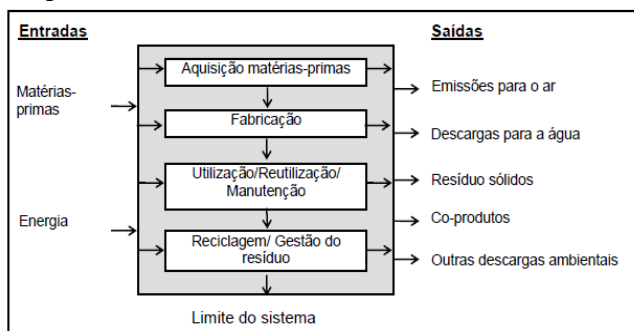 Entradas
Saídas
Aquisição matérias-primas
Matérias-
primas
Emissões para o ar
Fabricação
Descargas para a água
Utilização/Reutilização/
Manutenção
Resíduo sólidos
Energia
Co-produtos
Reciclagem/ Gestão do
resíduo
Outras descargas ambientais
Limite do sistema